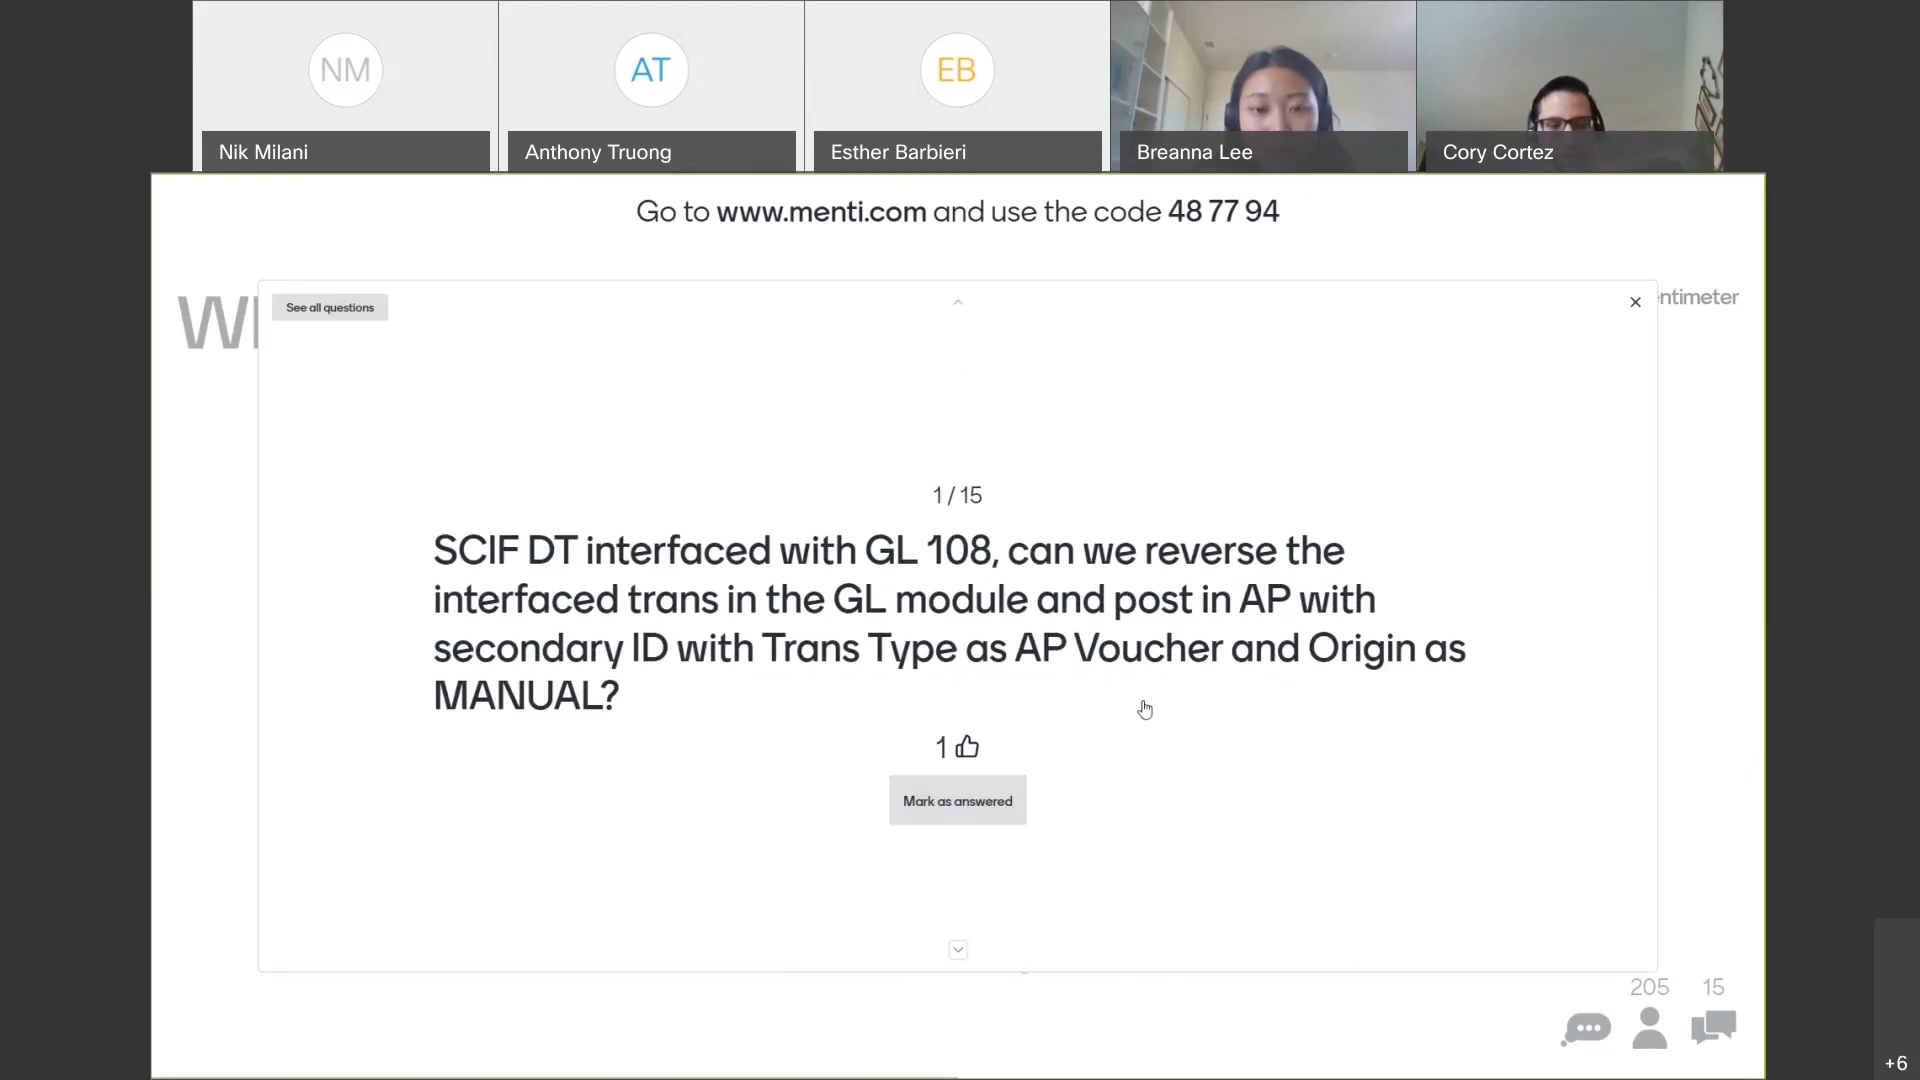 NM
AT
EB
Nik Milani
Anthony Truong
Esther Barbieri
Breanna Lee
Cory Cortez
Go to www.menti.com and use the code 48 77 94
See all questions
ntimeter
1 / 15
SCIF DT interfaced with GL 108, can we reverse the
interfaced trans in the GL module and post in AP with
secondary ID with Trans Type as AP Voucher and Origin as
MANUAL?
1
Mark as answered
205
15
+6